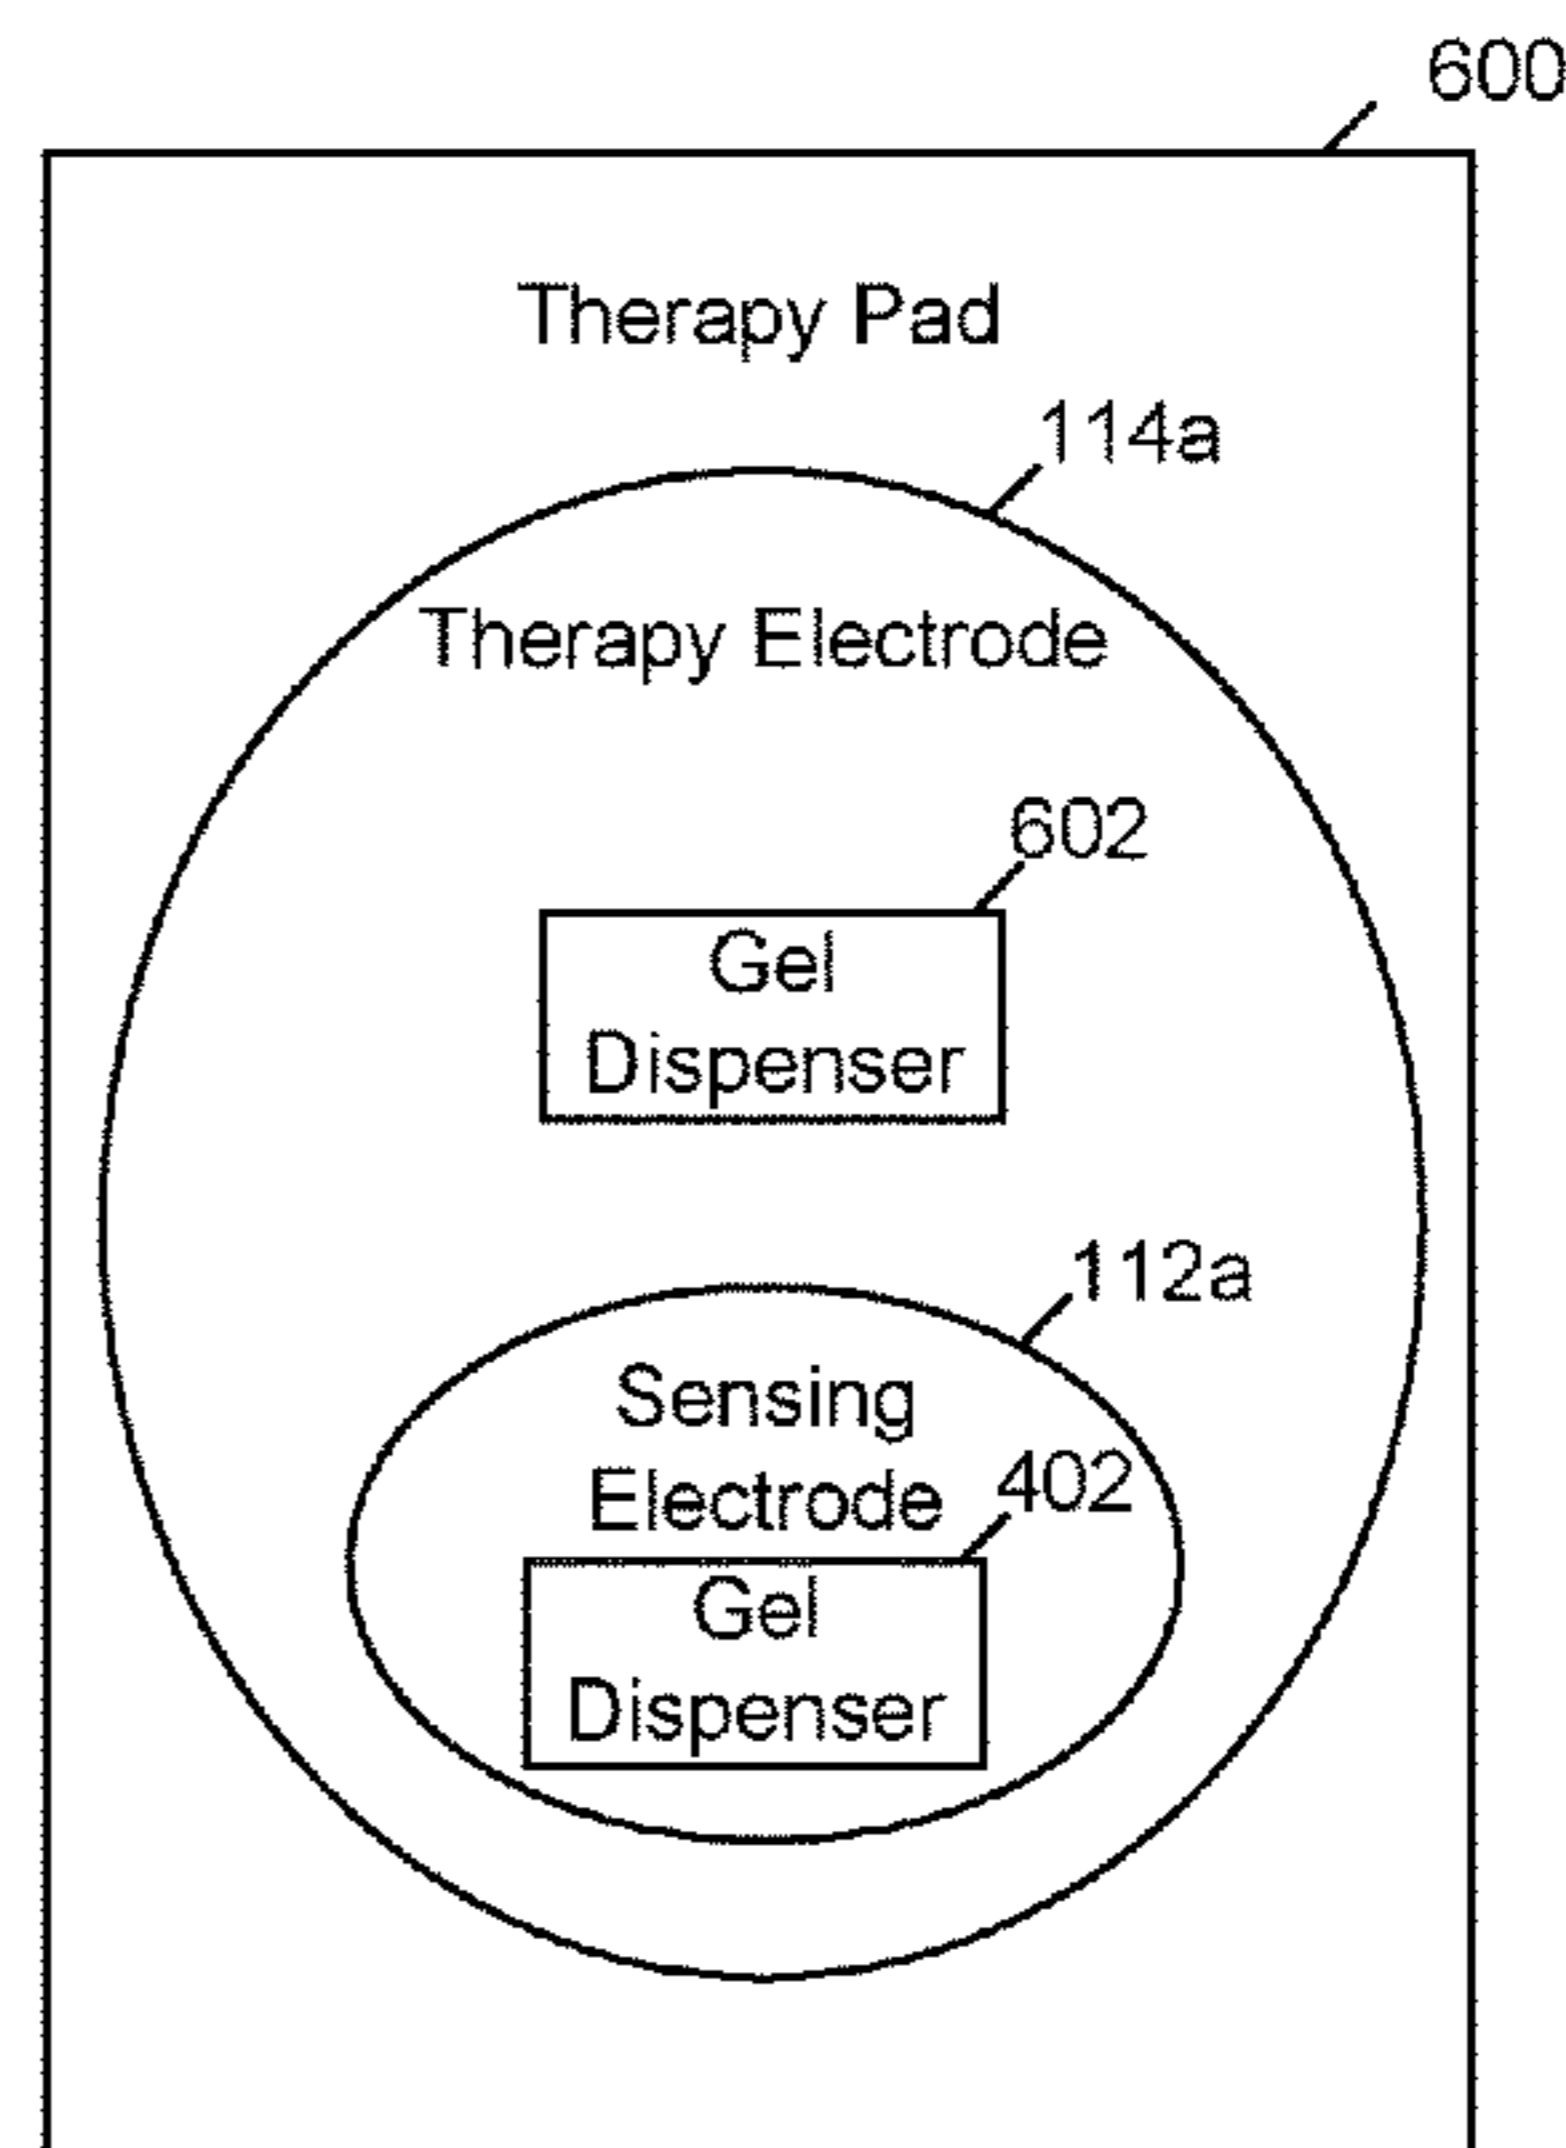 600
Therapy Pad
114a
Therapy Electrode
602
Gel
Dispenser
112a
Sensing
Electrode
402
Gel
Dispenser